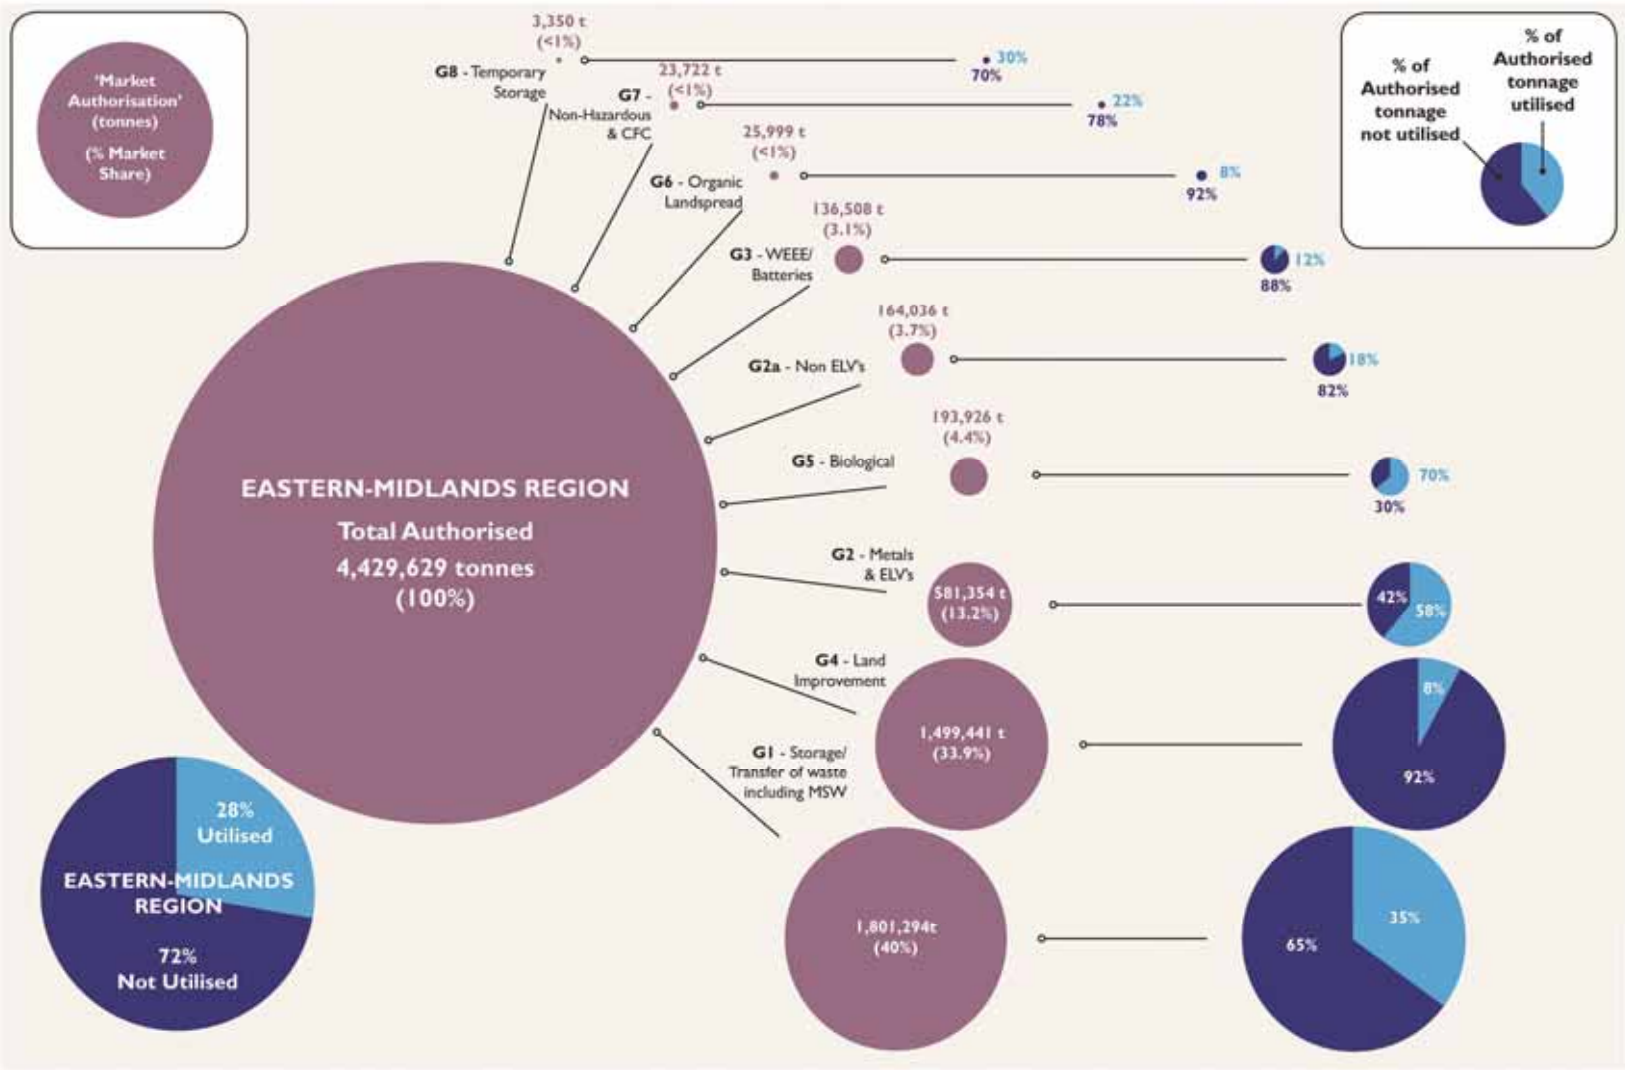 'Market
Authorisation'
(tonnes)
(% Market
Share)
3,350 t
(<1%)
G8 - Temporary
Storage
30%
70%
23,722 t
(<1%)
G7 -
Non-Hazardous
& CFC
22%
78%
25,999 t
(<1%)
G6 - Organic
Landspread
8%
92%
136,508 t
(3.1%)
G3 - WEEE/
Batteries
12%
88%
164,036 t
(3.7%)
G2a - Non ELV's
18%
82%
193,926 t
(4.4%)
G5 - Biological
70%
30%
G2 - Metals
& ELV's
581,354 t
(13.2%)
42%
58%
G4 - Land
Improvement
1,499,441 t
(33.9%)
8%
92%
G1 - Storage/
Transfer of waste
including MSW
1,801,294t
(40%)
35%
65%
% of
Authorised
tonnage
not utilised
% of
Authorised
tonnage
utilised
EASTERN-MIDLANDS REGION
Total Authorised
4,429,629 tonnes
(100%)
28%
Utilised
EASTERN-MIDLANDS
REGION
72%
Not Utilised